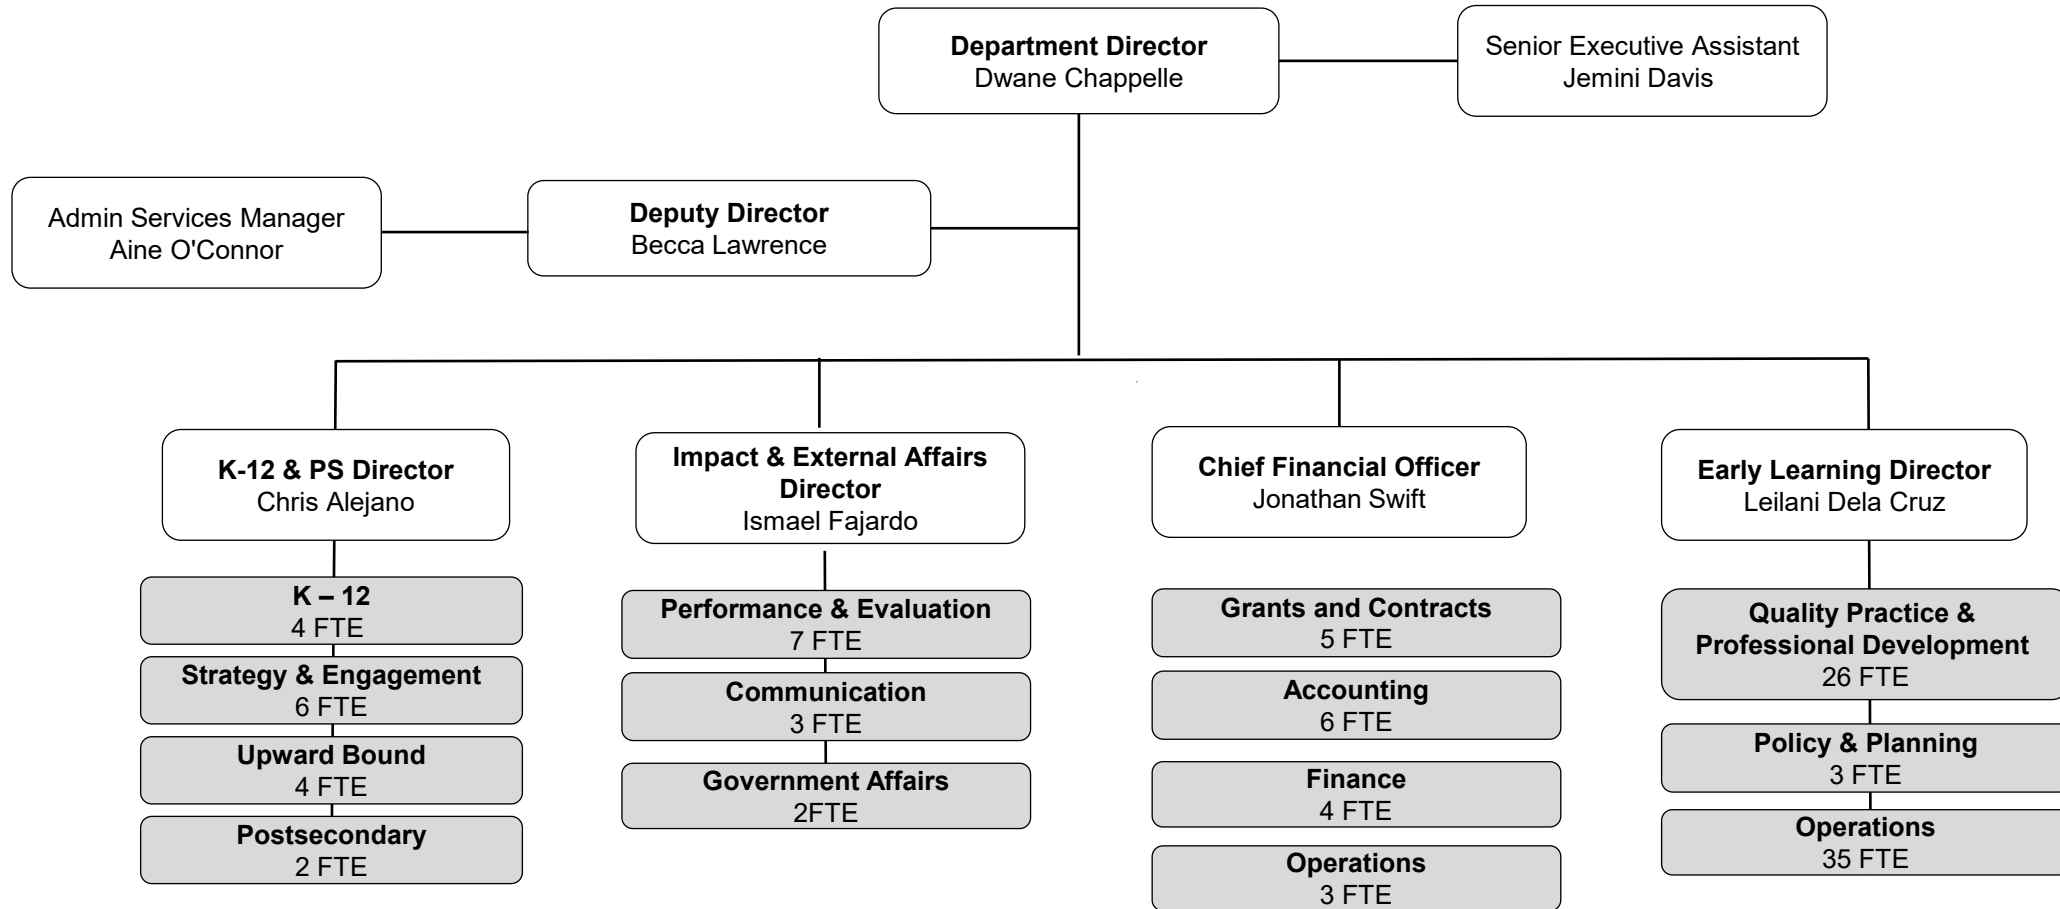 Department Director
Dwane Chappelle
Senior Executive Assistant
Jemini Davis
Admin Services Manager
Aine O'Connor
Deputy Director
Becca Lawrence
K-12 & PS Director
Chris Alejano
Impact & External Affairs
Director
Ismael Fajardo
Chief Financial Officer
Jonathan Swift
Early Learning Director
Leilani Dela Cruz
K – 12
4 FTE
Strategy & Engagement
6 FTE
Upward Bound
4 FTE
Postsecondary
2 FTE
Performance & Evaluation
7 FTE
Communication
3 FTE
Government Affairs
2FTE
Grants and Contracts
5 FTE
Accounting
6 FTE
Finance
4 FTE
Operations
3 FTE
Quality Practice &
Professional Development
26 FTE
Policy & Planning
3 FTE
Operations
35 FTE